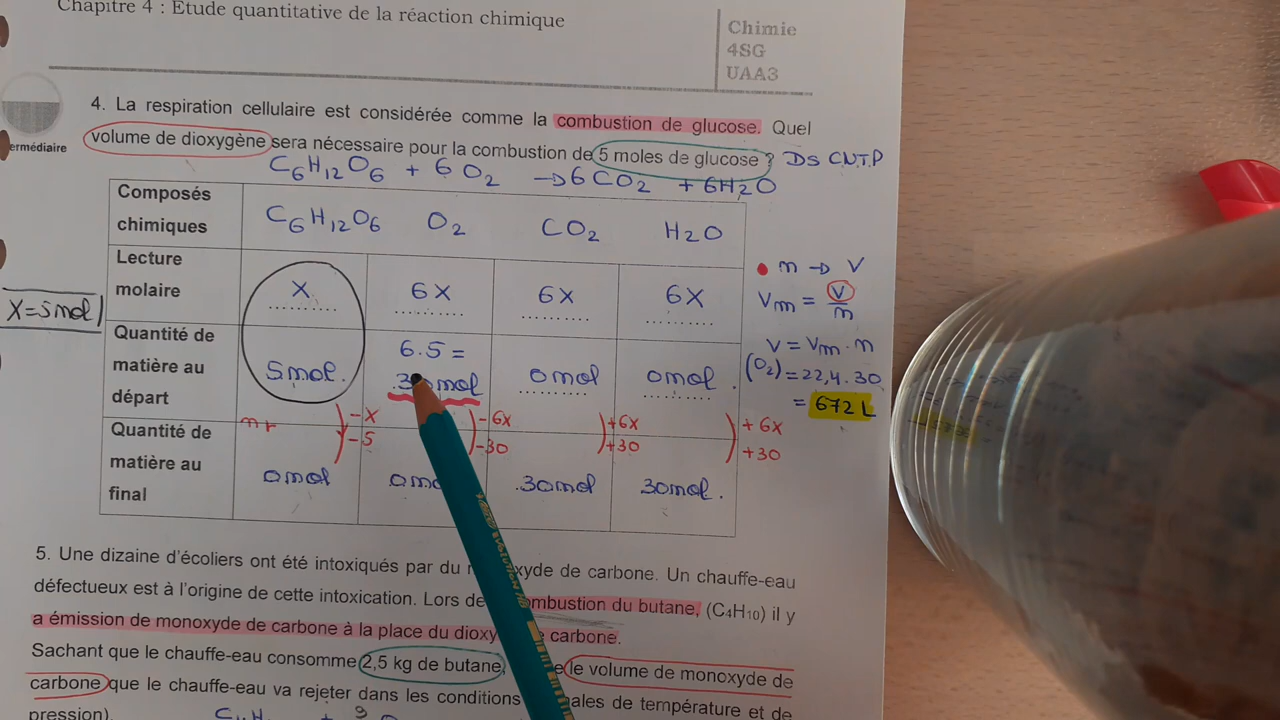 Chapitre 4 : Etude quantitative de la réaction chimique
Chimie
4SG
UAA3
4. La respiration cellulaire est considérée comme la combustion de glucose. Quel
volume de dioxygène sera nécessaire pour la combustion de 5 moles de glucose ? Ds CNTP
ermédiaire
C6H12O6 + 6 O2 → 6 CO2 + 6 H2O
Composés chimiques
C6H12O6 O2 CO2 H2O
Lecture molaire
X 6X 6X 6X
X = 5mol
Quantité de matière au départ
5mol. 6.5 = 30mol 0mol 0mol.
nr -X -6X +6X +6X
-5 -30 +30 +30
Quantité de matière au final
0mol 30mol 30mol.
n → V
Vm = V/n
V = Vm . n
(O2) = 22,4 . 30
= 672 L
5. Une dizaine d'écoliers ont été intoxiqués par du de carbone. Un chauffe-eau
défectueux est à l'origine de cette intoxication. Lors de combustion du butane, (C4H10) il y
a émission de monoxyde de carbone à la place du carbone.
Sachant que le chauffe-eau consomme 2,5 kg de butane, le volume de monoxyde de
carbone que le chauffe-eau va rejeter dans les conditions de température et de
pression).